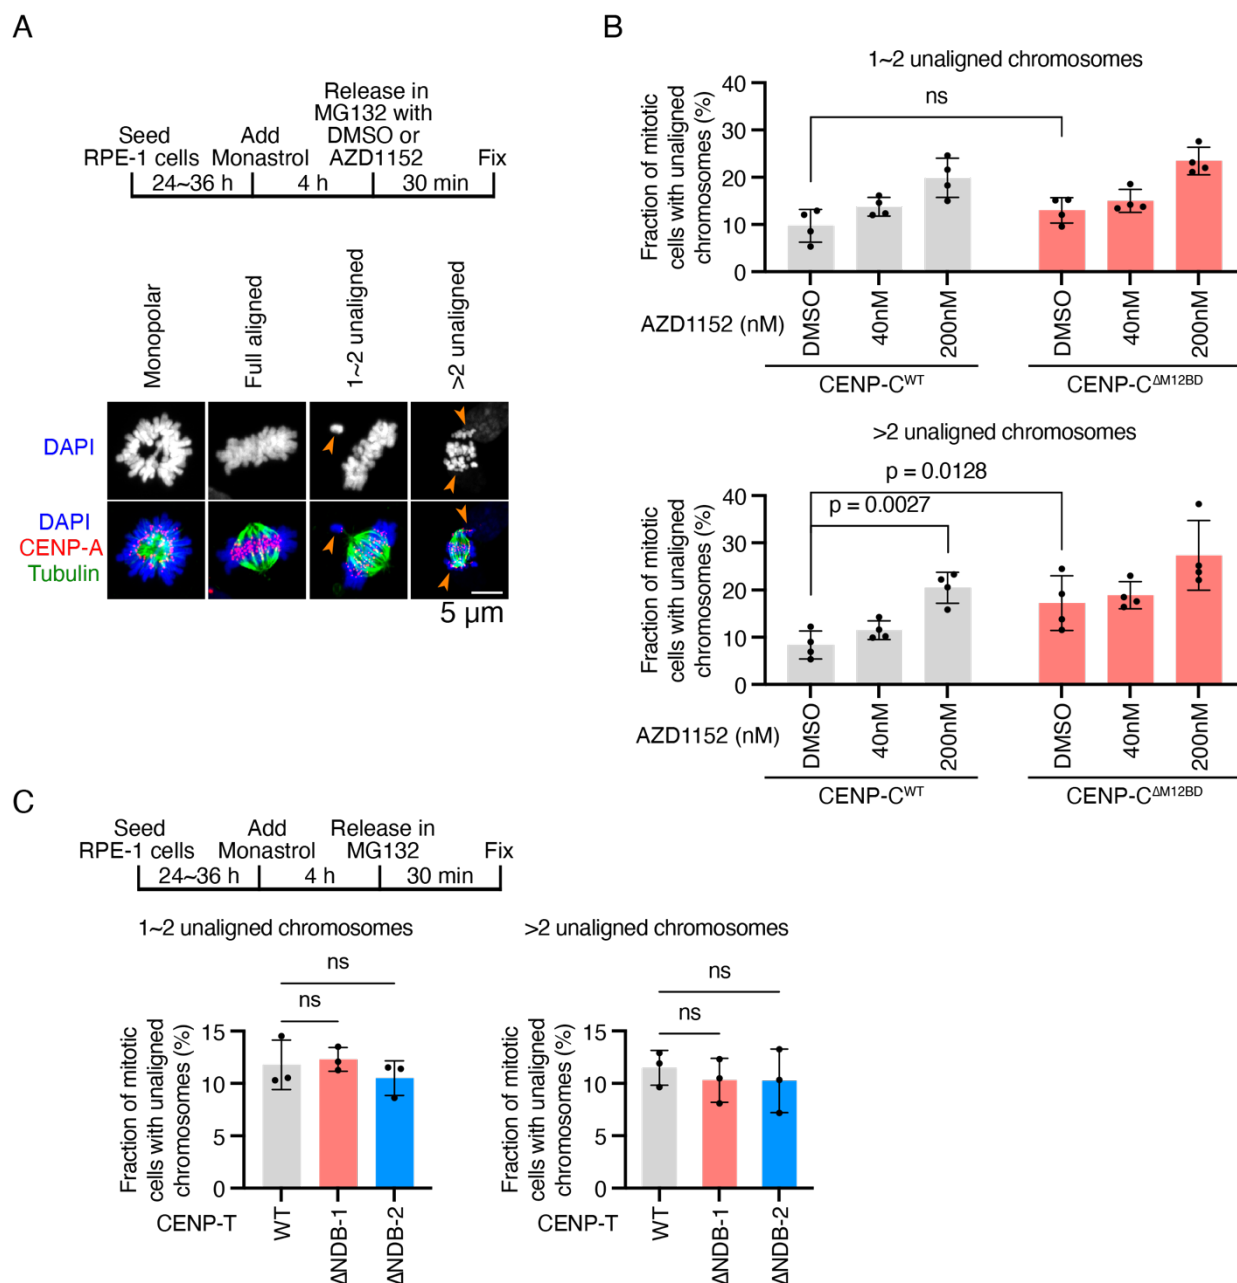 A
Seed
RPE-1 cells
Add
Monastrol
Release in
MG132 with
DMSO or
AZD1152
Fix
24~36 h
4 h
30 min
Monopolar
Full aligned
1~2 unaligned
>2 unaligned
DAPI
DAPI
CENP-A
Tubulin
5 µm
B
1~2 unaligned chromosomes
Fraction of mitotic
cells with unaligned
chromosomes (%)
40
30
20
10
0
ns
AZD1152 (nM)
DMSO
40nM
200nM
DMSO
40nM
200nM
CENP-C^WT
CENP-C^ΔM12BD
>2 unaligned chromosomes
Fraction of mitotic
cells with unaligned
chromosomes (%)
40
30
20
10
0
p = 0.0128
p = 0.0027
AZD1152 (nM)
DMSO
40nM
200nM
DMSO
40nM
200nM
CENP-C^WT
CENP-C^ΔM12BD
C
Seed
RPE-1 cells
Add
Monastrol
Release in
MG132
Fix
24~36 h
4 h
30 min
1~2 unaligned chromosomes
Fraction of mitotic
cells with unaligned
chromosomes (%)
15
10
5
0
ns
ns
CENP-T
WT
ΔNDB-1
ΔNDB-2
>2 unaligned chromosomes
Fraction of mitotic
cells with unaligned
chromosomes (%)
15
10
5
0
ns
ns
CENP-T
WT
ΔNDB-1
ΔNDB-2